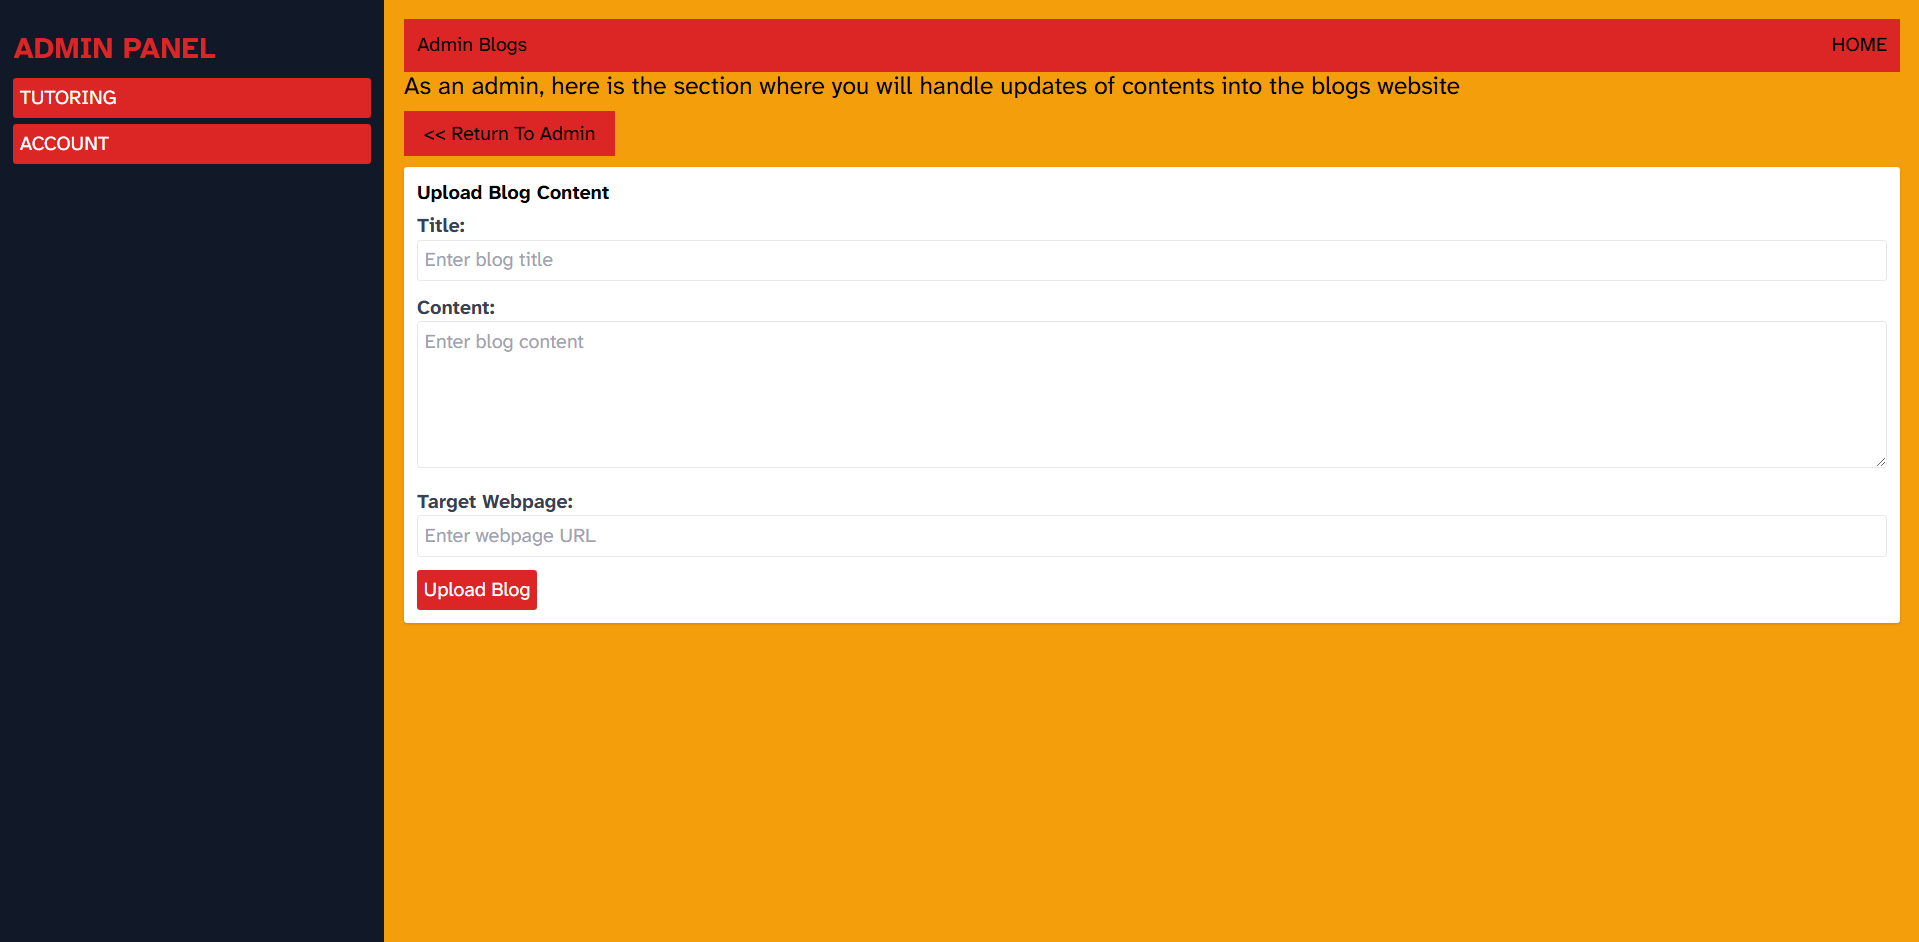 ADMIN PANEL
TUTORING
ACCOUNT
Admin Blogs
HOME
As an admin, here is the section where you will handle updates of contents into the blogs website
<< Return To Admin
Upload Blog Content
Title:
Enter blog title
Content:
Enter blog content
Target Webpage:
Enter webpage URL
Upload Blog